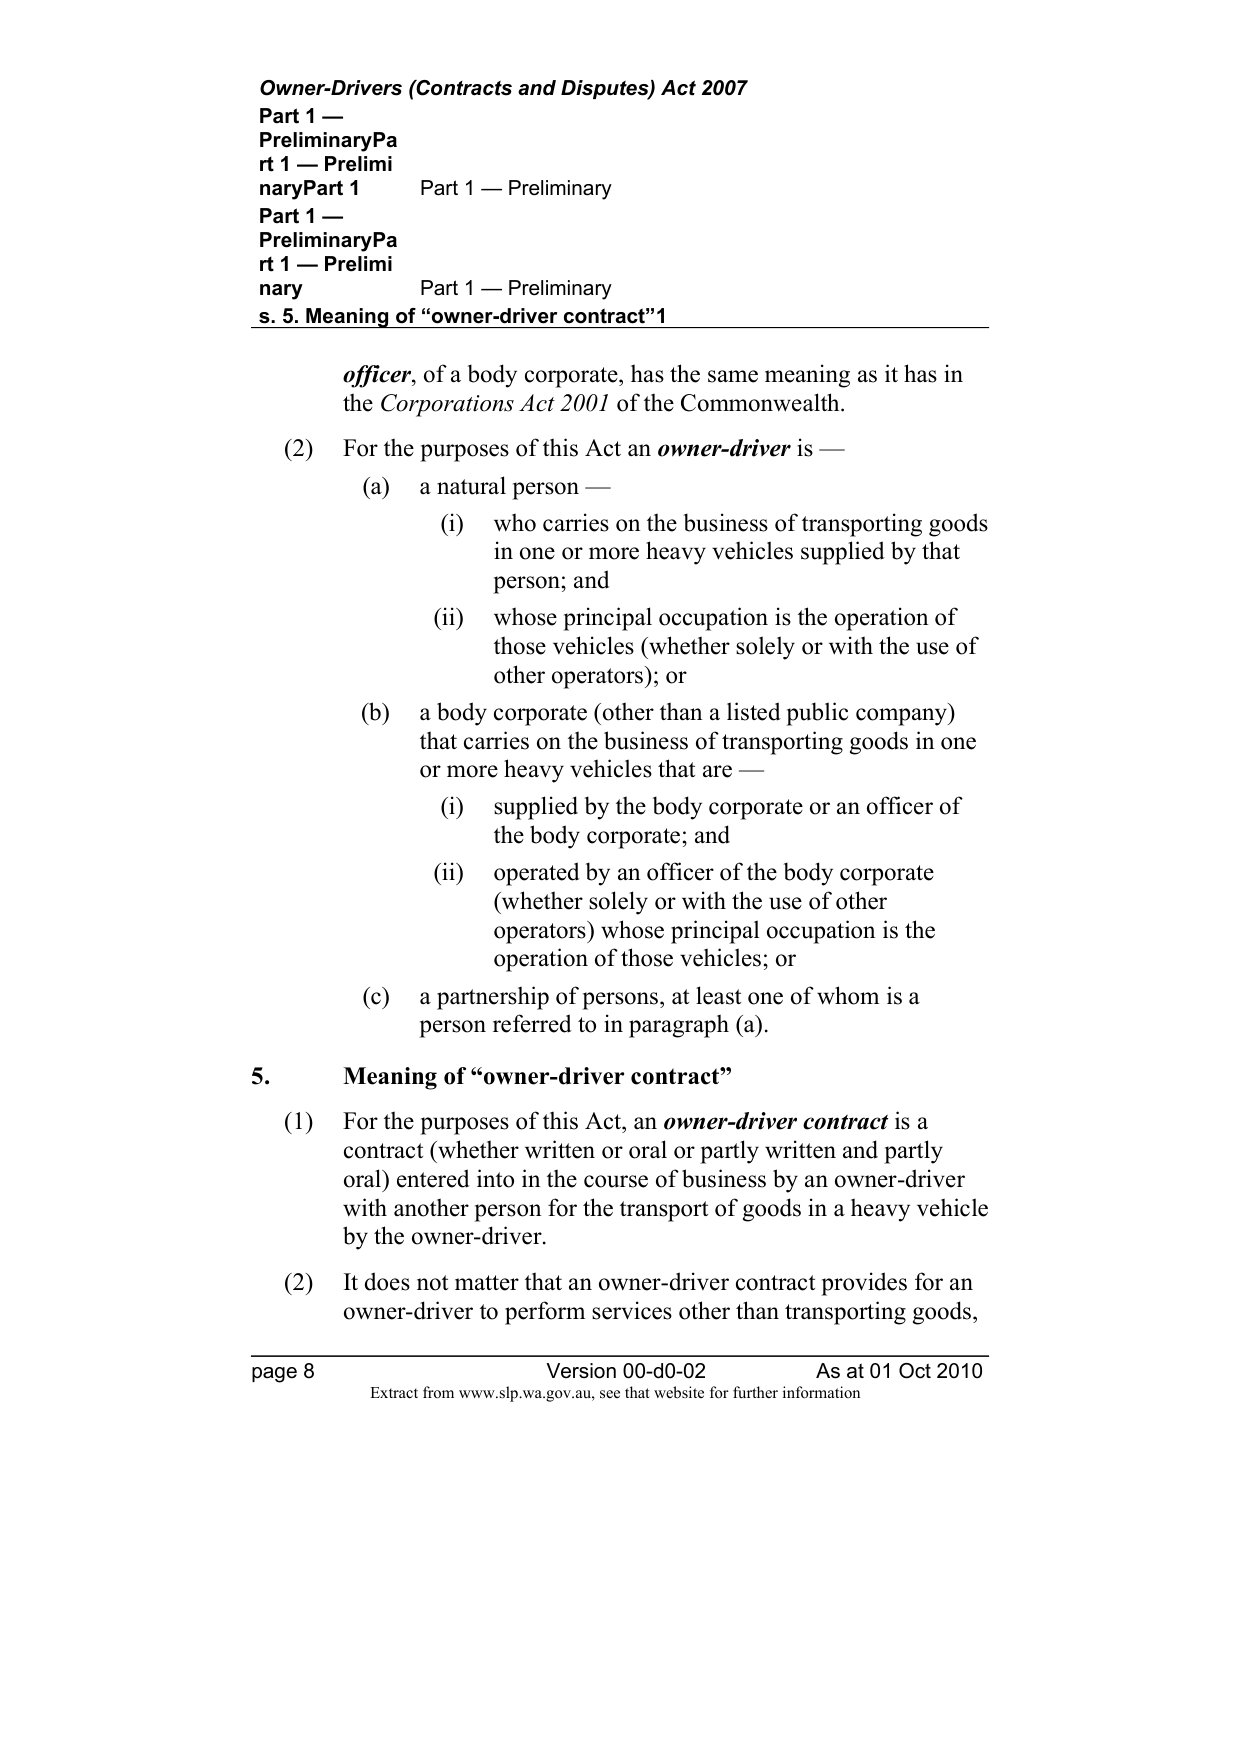 Owner-Drivers (Contracts and Disputes) Act 2007
Part 1 —
PreliminaryPa
rt 1 — Prelimi
naryPart 1 Part 1 — Preliminary
Part 1 —
PreliminaryPa
rt 1 — Prelimi
nary Part 1 — Preliminary
s. 5. Meaning of “owner-driver contract”1
officer, of a body corporate, has the same meaning as it has in
the Corporations Act 2001 of the Commonwealth.
(2) For the purposes of this Act an owner-driver is —
(a) a natural person —
(i) who carries on the business of transporting goods
in one or more heavy vehicles supplied by that
person; and
(ii) whose principal occupation is the operation of
those vehicles (whether solely or with the use of
other operators); or
(b) a body corporate (other than a listed public company)
that carries on the business of transporting goods in one
or more heavy vehicles that are —
(i) supplied by the body corporate or an officer of
the body corporate; and
(ii) operated by an officer of the body corporate
(whether solely or with the use of other
operators) whose principal occupation is the
operation of those vehicles; or
(c) a partnership of persons, at least one of whom is a
person referred to in paragraph (a).
5. Meaning of “owner-driver contract”
(1) For the purposes of this Act, an owner-driver contract is a
contract (whether written or oral or partly written and partly
oral) entered into in the course of business by an owner-driver
with another person for the transport of goods in a heavy vehicle
by the owner-driver.
(2) It does not matter that an owner-driver contract provides for an
owner-driver to perform services other than transporting goods,
page 8 Version 00-d0-02 As at 01 Oct 2010
Extract from www.slp.wa.gov.au, see that website for further information